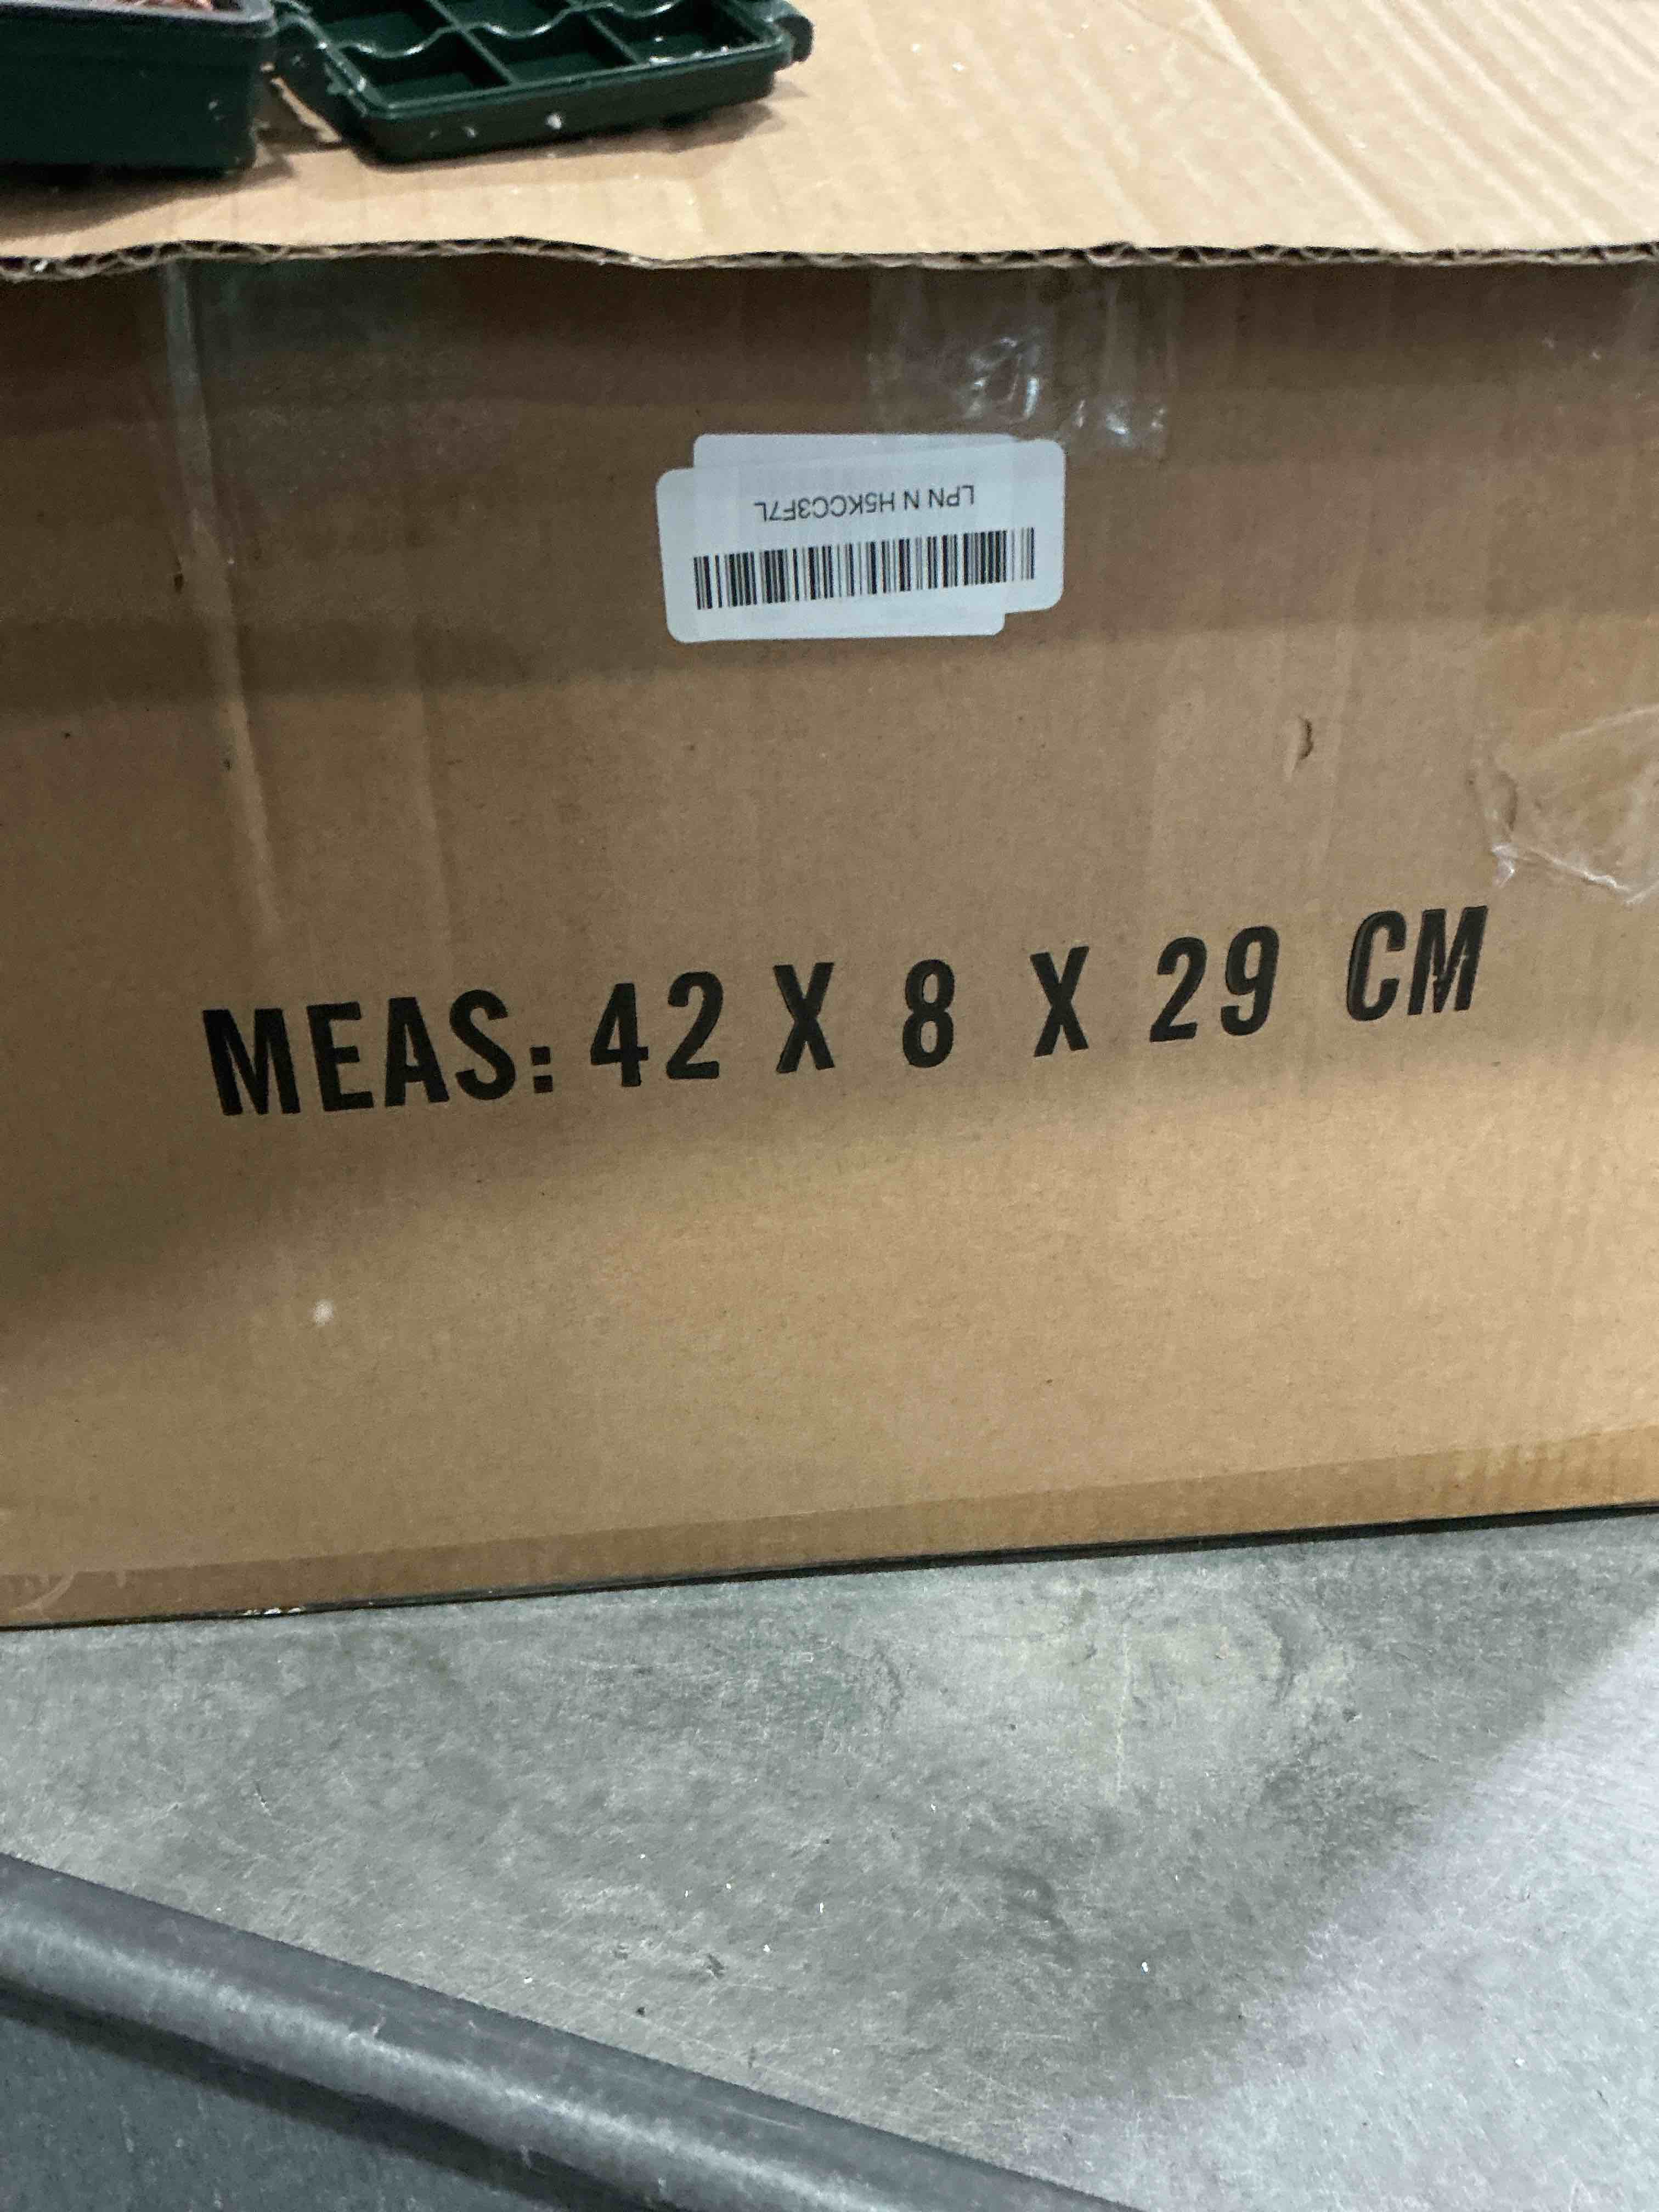 LPN N H5KCC3F7L
MEAS: 42 X 8 X 29 CM